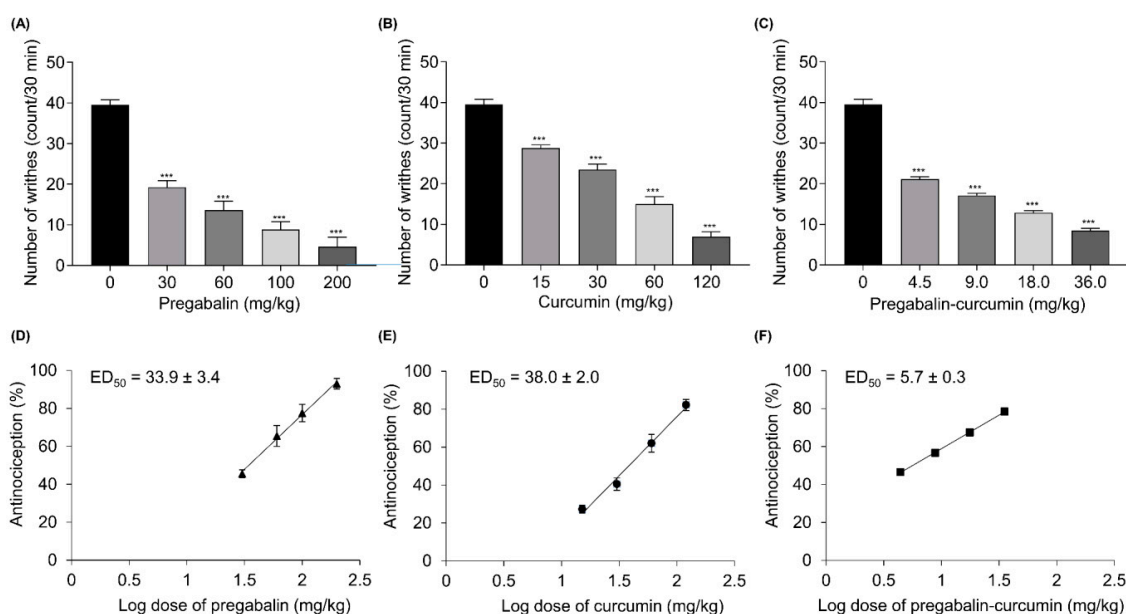 (A)
Number of writhes (count/30 min)
50
40
30
20
10
0
***
***
***
***
0 30 60 100 200
Pregabalin (mg/kg)
(B)
Number of writhes (count/30 min)
50
40
30
20
10
0
***
***
***
***
0 15 30 60 120
Curcumin (mg/kg)
(C)
Number of writhes (count/30 min)
50
40
30
20
10
0
***
***
***
***
0 4.5 9.0 18.0 36.0
Pregabalin-curcumin (mg/kg)
(D)
Antinociception (%)
100
80
60
40
20
0
ED₅₀ = 33.9 ± 3.4
0 0.5 1 1.5 2 2.5
Log dose of pregabalin (mg/kg)
(E)
Antinociception (%)
100
80
60
40
20
0
ED₅₀ = 38.0 ± 2.0
0 0.5 1 1.5 2 2.5
Log dose of curcumin (mg/kg)
(F)
Antinociception (%)
100
80
60
40
20
0
ED₅₀ = 5.7 ± 0.3
0 0.5 1 1.5 2 2.5
Log dose of pregabalin-curcumin (mg/kg)